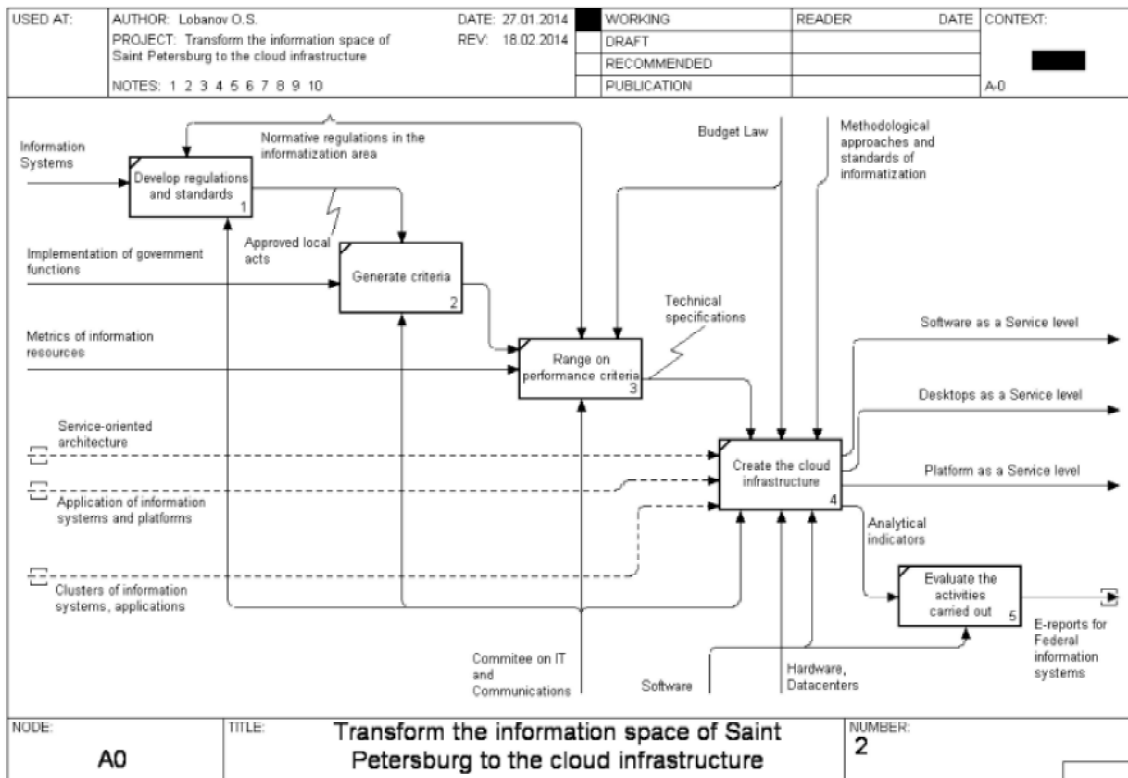 USED AT:
AUTHOR: Lobanov O.S.
DATE: 27.01.2014
PROJECT: Transform the information space of
Saint Petersburg to the cloud infrastructure
REV: 18.02.2014
NOTES: 1 2 3 4 5 6 7 8 9 10
WORKING
DRAFT
RECOMMENDED
PUBLICATION
READER
DATE
CONTEXT:
A-0
Information
Systems
Normative regulations in the
informatization area
Budget Law
Methodological
approaches and
standards of
informatization
Develop regulations
and standards
1
Approved local
acts
Implementation of government
functions
Generate criteria
2
Metrics of information
resources
Technical
specifications
Range on
performance criteria
3
Software as a Service level
Desktops as a Service level
Service-oriented
architecture
Create the cloud
infrastructure
4
Platform as a Service level
Application of information
systems and platforms
Analytical
indicators
Clusters of information
systems, applications
Evaluate the
activities
carried out
5
E-reports for
Federal
information
systems
Commitee on IT
and
Communications
Software
Hardware,
Datacenters
NODE:
A0
TITLE:
Transform the information space of Saint
Petersburg to the cloud infrastructure
NUMBER:
2